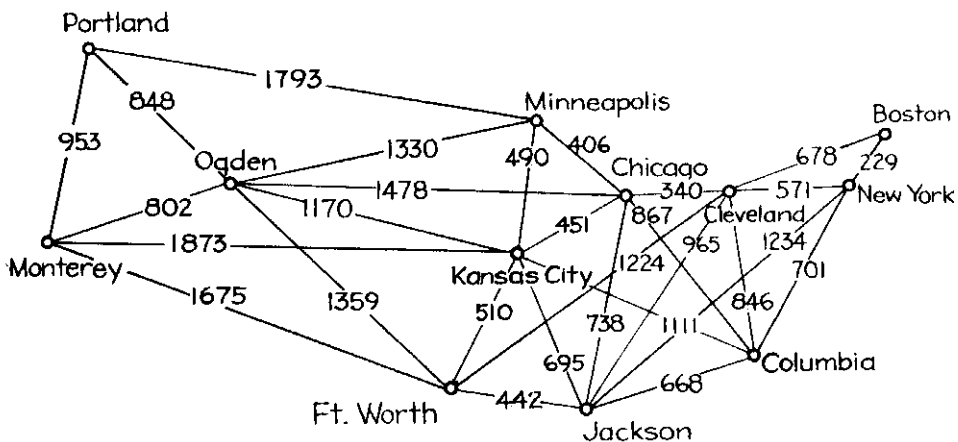 Portland
1793
848
Minneapolis
Boston
953
406
678
229
Ogden
1330
490
Chicago
1478
340
571
New York
802
1170
451
867
Cleveland
1873
965
1234
Monterey
Kansas City
1224
701
1675
1359
510
846
738
1111
695
Columbia
668
Ft. Worth
442
Jackson